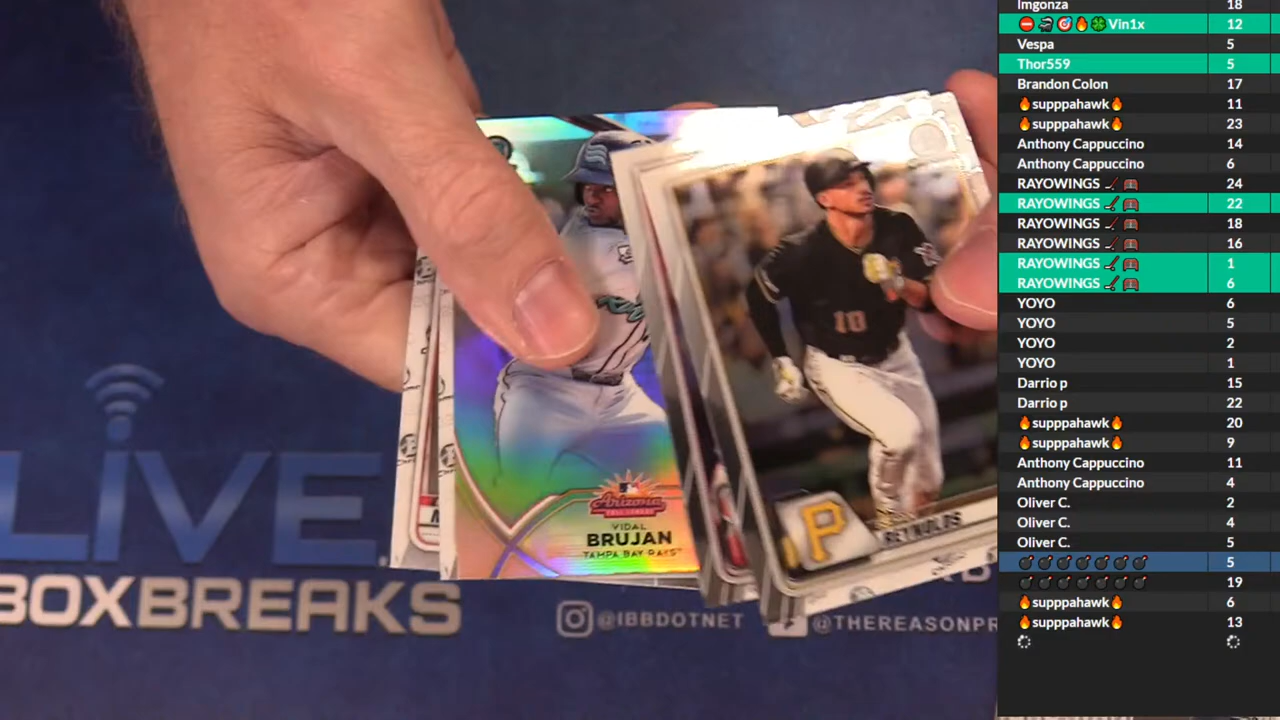 Imgonza 18
Vin1x 12
Vespa 5
Thor559 5
Brandon Colon 17
supppahawk 11
supppahawk 23
Anthony Cappuccino 14
Anthony Cappuccino 6
RAYOWINGS 24
RAYOWINGS 22
RAYOWINGS 18
RAYOWINGS 16
RAYOWINGS 1
RAYOWINGS 6
YOYO 6
YOYO 5
YOYO 2
YOYO 1
Darrio p 15
Darrio p 22
supppahawk 20
supppahawk 9
Anthony Cappuccino 11
Anthony Cappuccino 4
Oliver C. 2
Oliver C. 4
Oliver C. 5
5
19
supppahawk 6
supppahawk 13
10
P
REYNOLDS
Arizona
FALL LEAGUE
VIDAL
BRUJAN
TAMPA BAY RAYS
LIVE
BOXBREAKS
@IBBDOTNET
@THEREASONPR